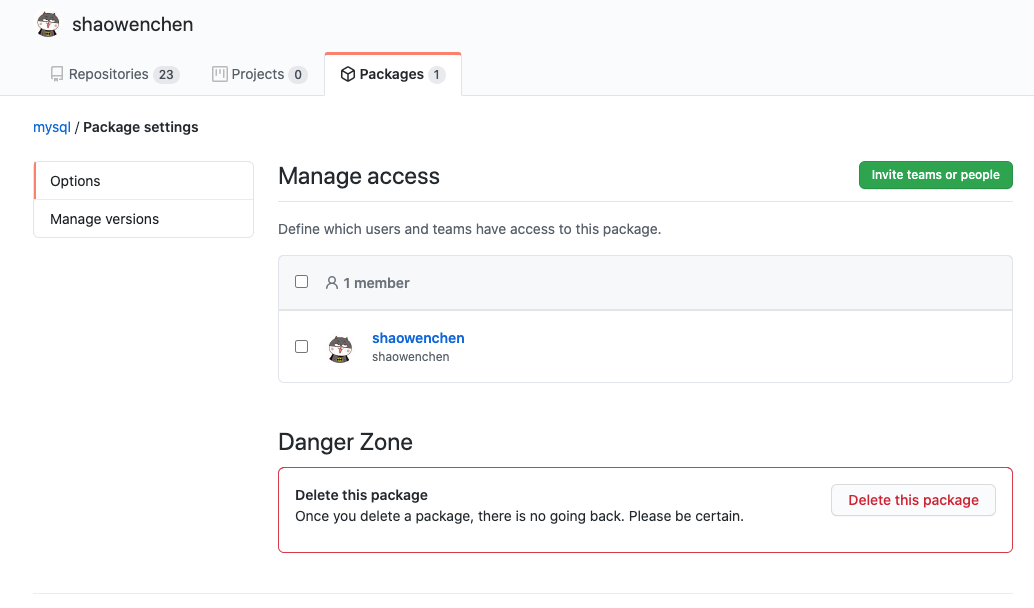 shaowenchen
Repositories 23 Projects 0 Packages 1
mysql / Package settings
Options
Manage versions
Manage access
Invite teams or people
Define which users and teams have access to this package.
1 member
shaowenchen
shaowenchen
Danger Zone
Delete this package
Once you delete a package, there is no going back. Please be certain.
Delete this package